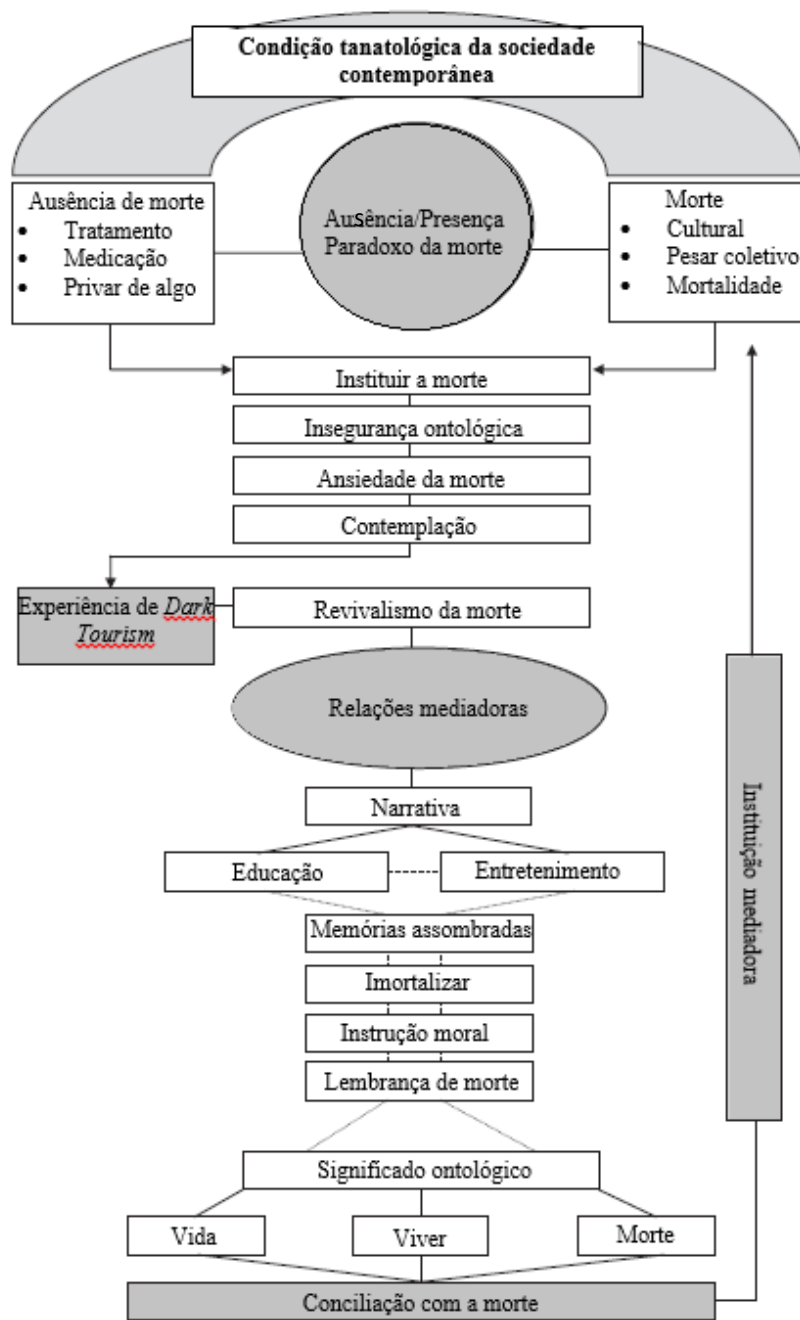 Condição tanatológica da sociedade
contemporânea
Ausência de morte
• Tratamento
• Medicação
• Privar de algo
Ausência/Presença
Paradoxo da morte
Morte
• Cultural
• Pesar coletivo
• Mortalidade
Instituir a morte
Insegurança ontológica
Ansiedade da morte
Contemplação
Experiência de Dark
Tourism
Revivalismo da morte
Relações mediadoras
Narrativa
Educação
Entretenimento
Memórias assombradas
Imortalizar
Instrução moral
Lembrança de morte
Instituição mediadora
Significado ontológico
Vida
Viver
Morte
Conciliação com a morte